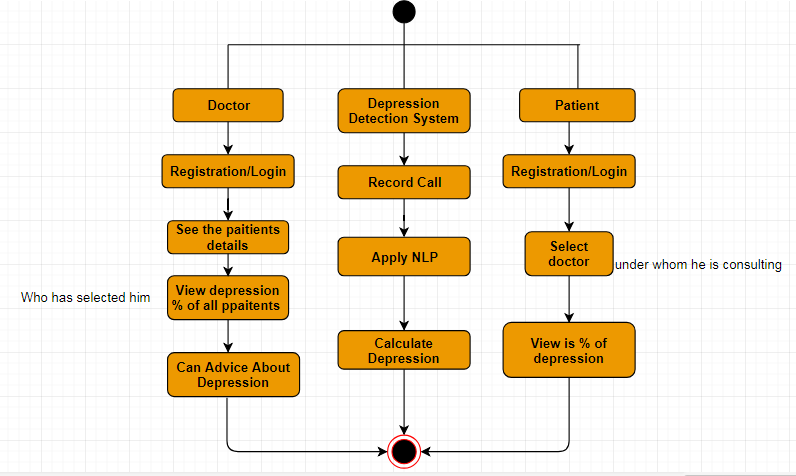 Doctor
Depression
Detection System
Patient
Registration/Login
Record Call
Registration/Login
See the paitients
details
Apply NLP
Select
doctor
under whom he is consulting
Who has selected him
View depression
% of all ppaitents
Calculate
Depression
View is % of
depression
Can Advice About
Depression